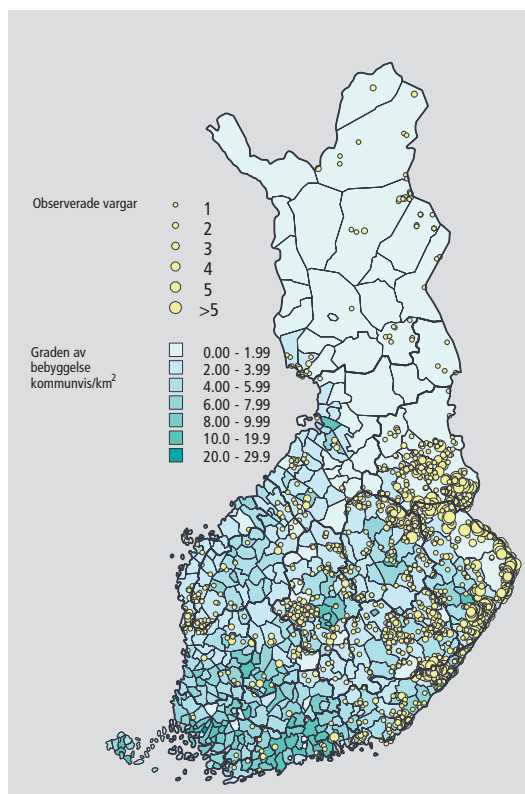 Observerade vargar
1
2
3
4
5
>5
Graden av
bebyggelse
kommunvis/km²
0.00 - 1.99
2.00 - 3.99
4.00 - 5.99
6.00 - 7.99
8.00 - 9.99
10.0 - 19.9
20.0 - 29.9